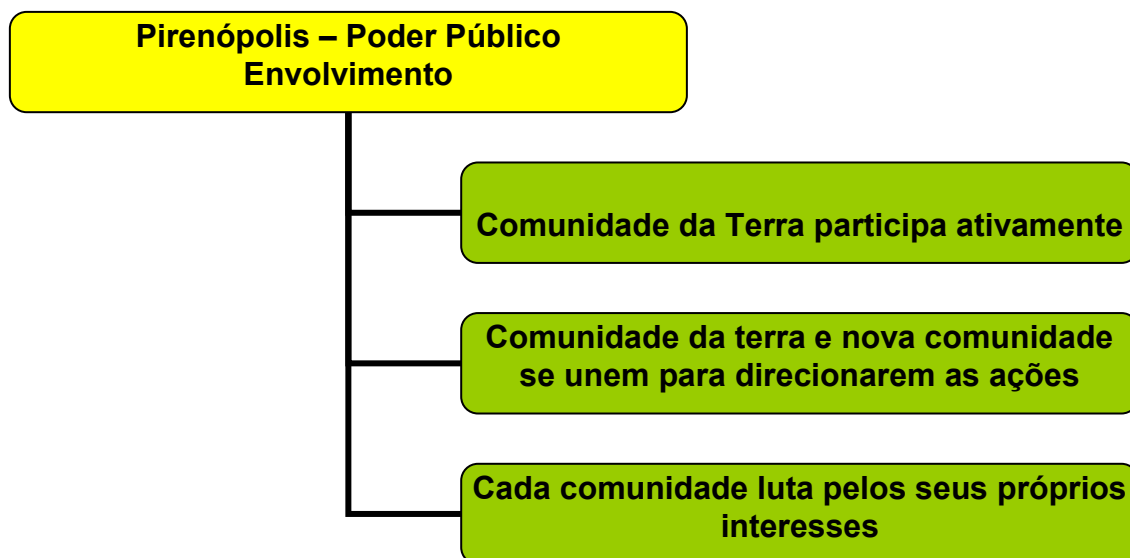 Pirenópolis – Poder Público
Envolvimento
Comunidade da Terra participa ativamente
Comunidade da terra e nova comunidade
se unem para direcionarem as ações
Cada comunidade luta pelos seus próprios
interesses